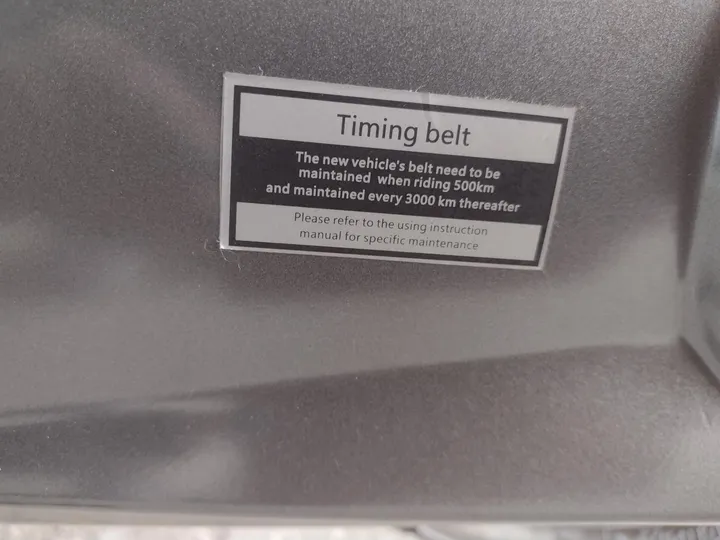 Timing belt
The new vehicle's belt need to be
maintained when riding 500km
and maintained every 3000 km thereafter
Please refer to the using instruction
manual for specific maintenance